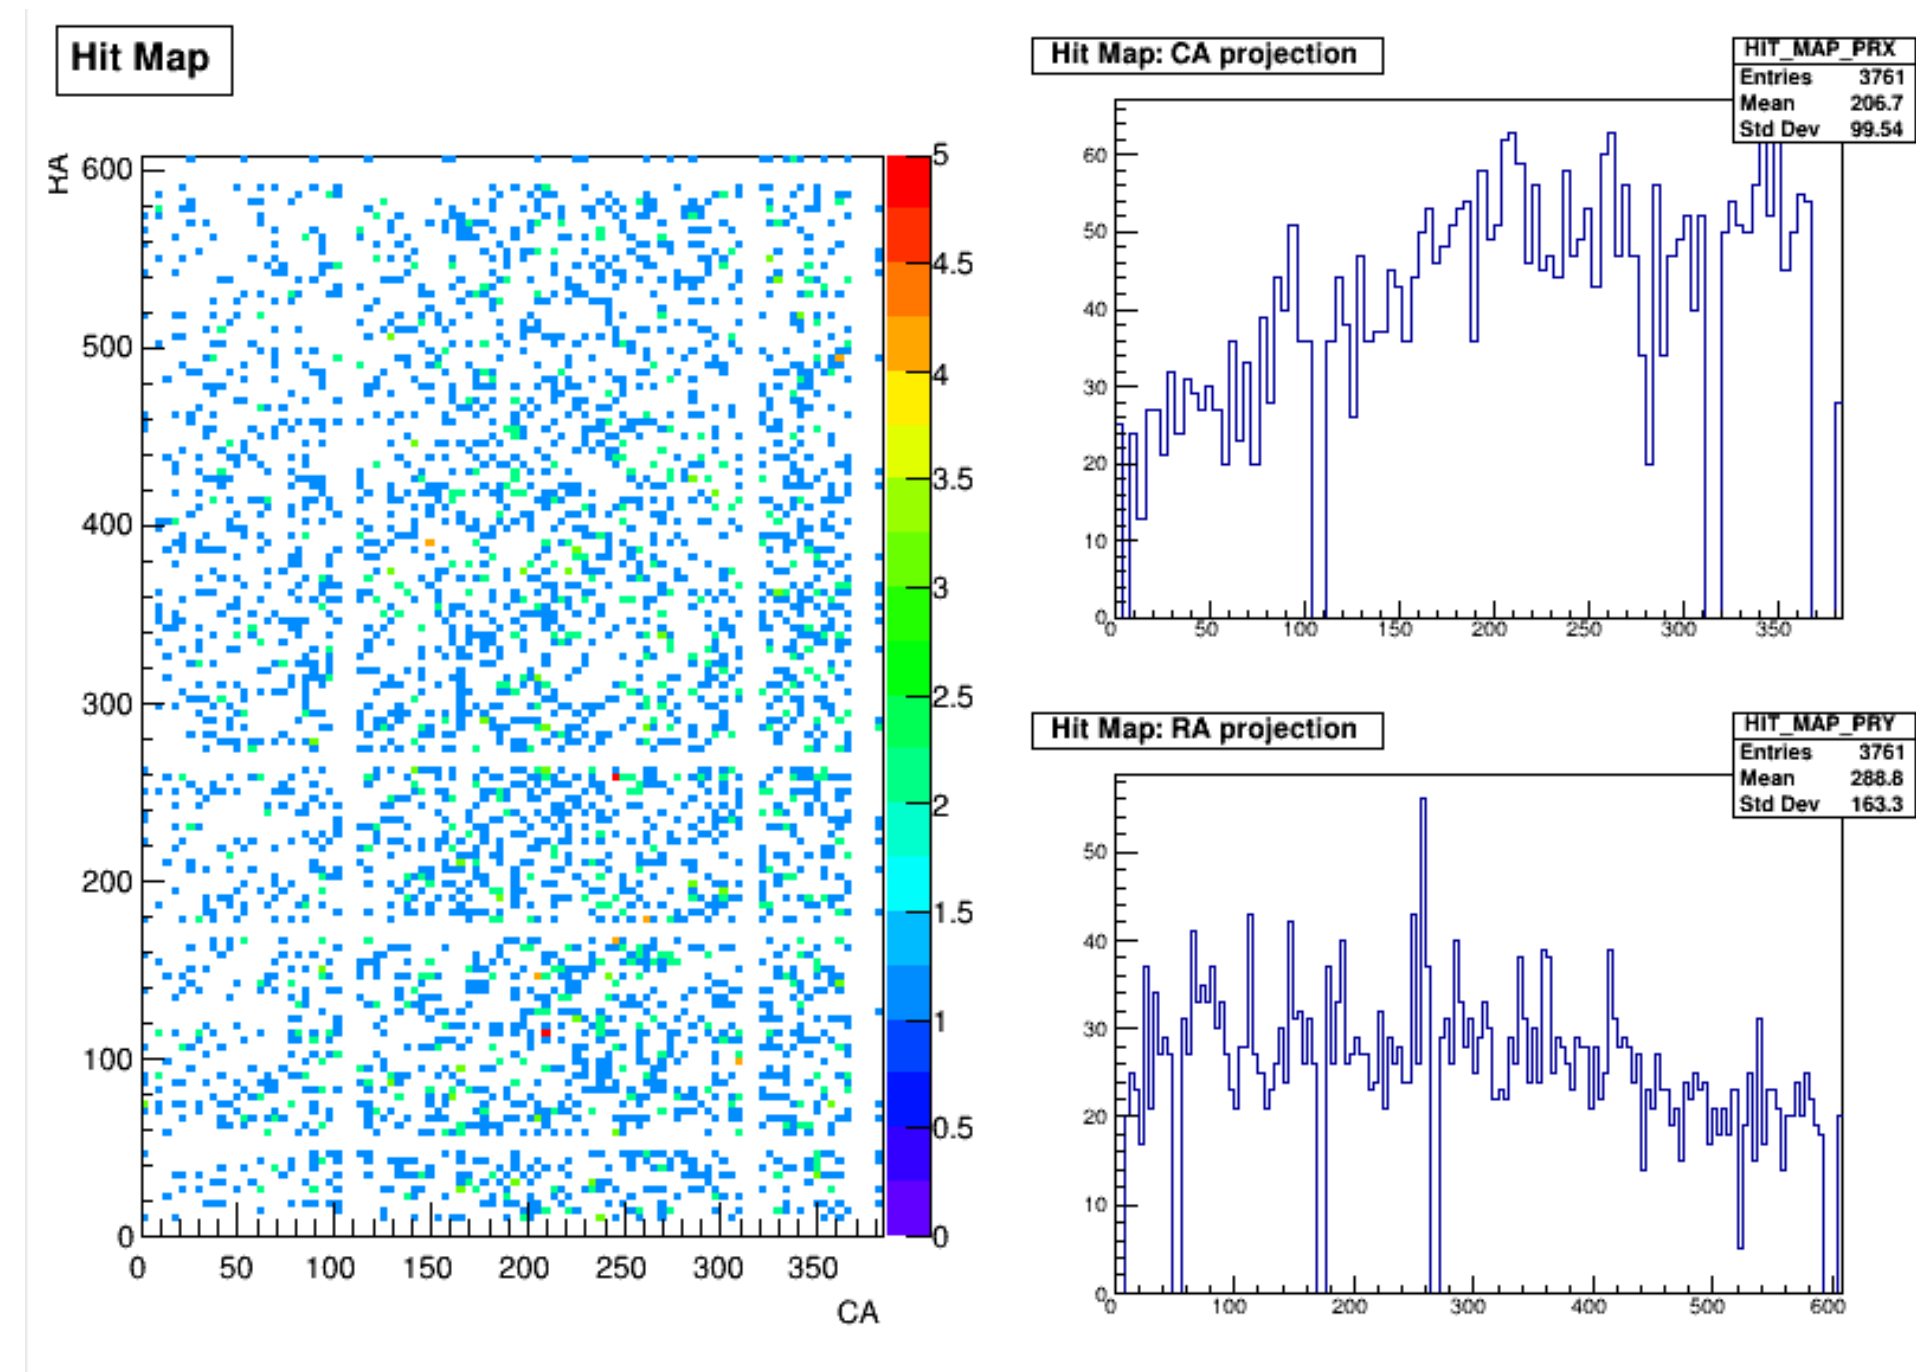 Hit Map
RA
600
500
400
300
200
100
0
0 50 100 150 200 250 300 350
CA
5
4.5
4
3.5
3
2.5
2
1.5
1
0.5
0
Hit Map: CA projection
HIT_MAP_PRX
Entries 3761
Mean 206.7
Std Dev 99.54
60
50
40
30
20
10
0
0 50 100 150 200 250 300 350
Hit Map: RA projection
HIT_MAP_PRY
Entries 3761
Mean 288.8
Std Dev 163.3
50
40
30
20
10
0
0 100 200 300 400 500 600